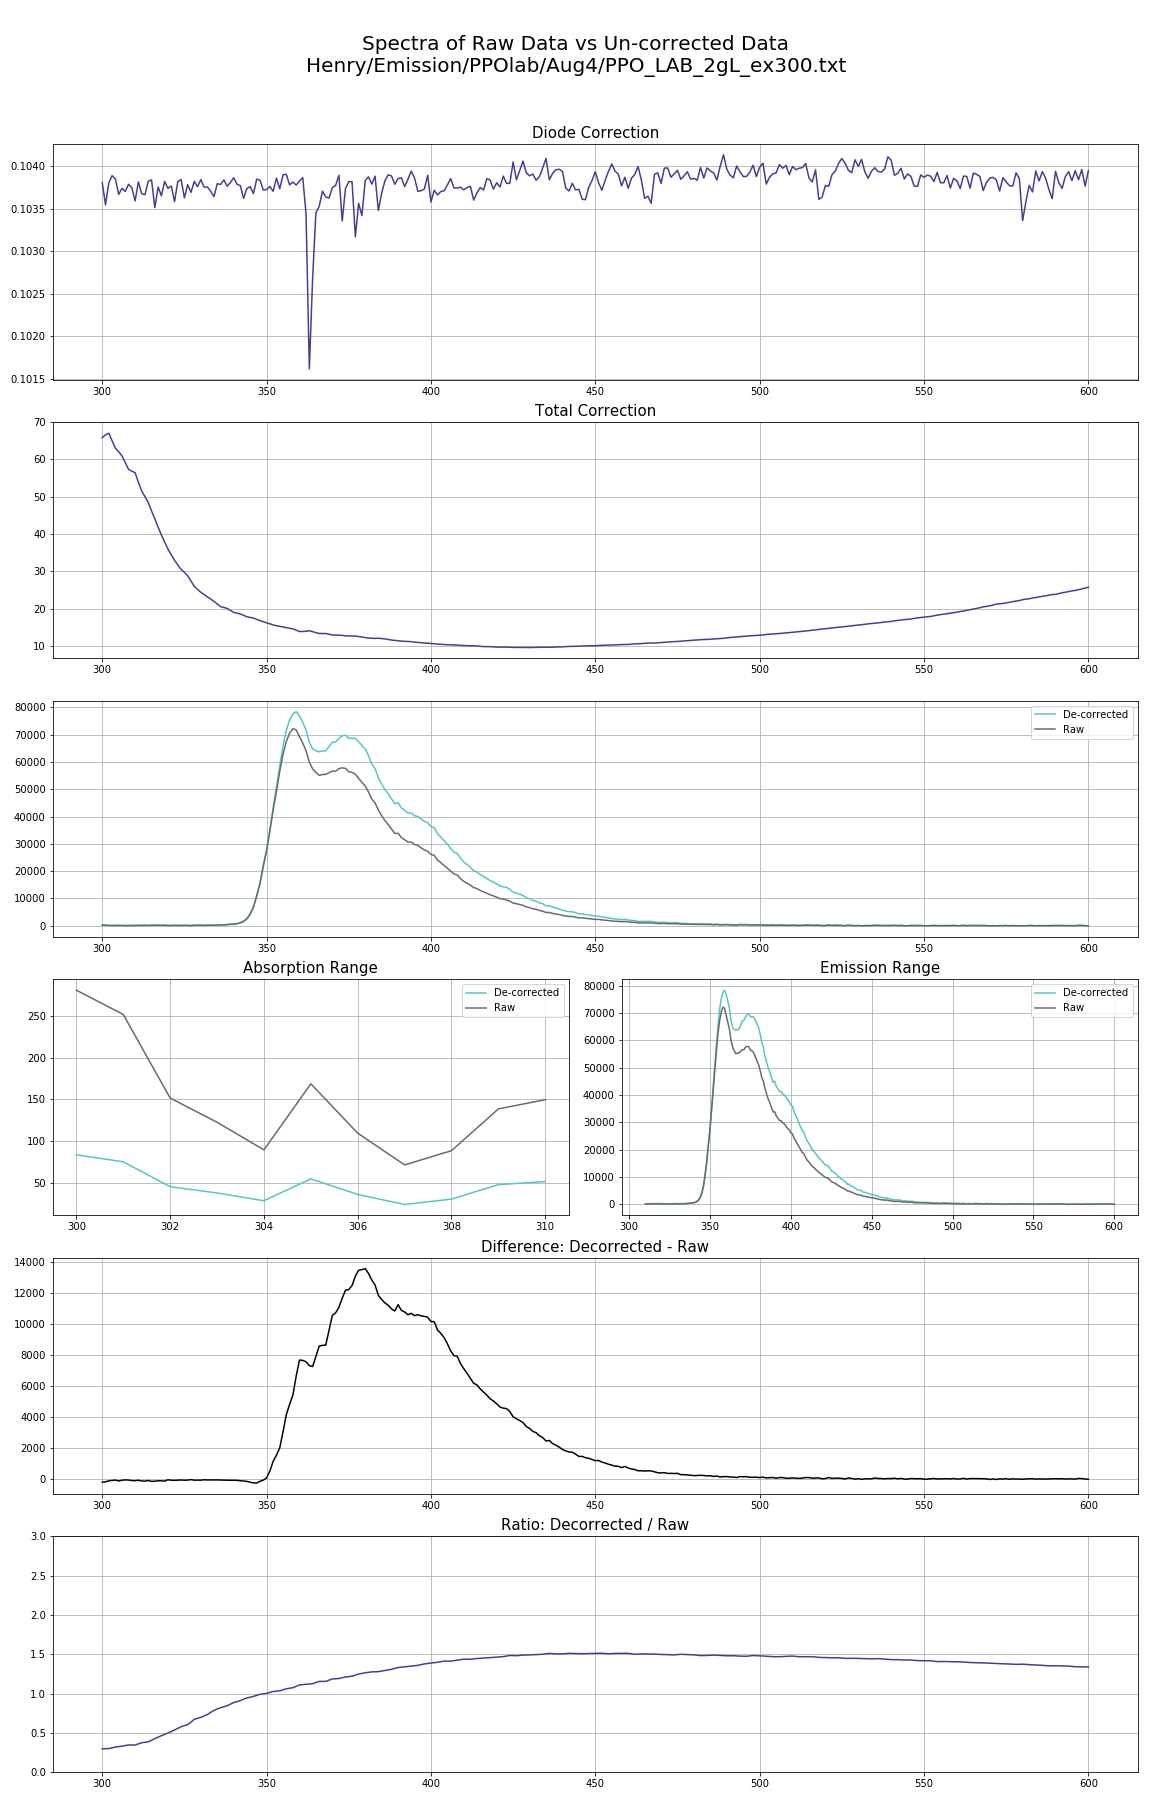 Spectra of Raw Data vs Un-corrected Data
Henry/Emission/PPOlab/Aug4/PPO_LAB_2gL_ex300.txt
Diode Correction
0.1040
0.1035
0.1030
0.1025
0.1020
0.1015
300 350 400 450 500 550 600
Total Correction
70
60
50
40
30
20
10
300 350 400 450 500 550 600
80000
70000
60000
50000
40000
30000
20000
10000
0
De-corrected
Raw
300 350 400 450 500 550 600
Absorption Range
250
200
150
100
50
De-corrected
Raw
300 302 304 306 308 310
Emission Range
80000
70000
60000
50000
40000
30000
20000
10000
0
De-corrected
Raw
300 350 400 450 500 550 600
Difference: Decorrected - Raw
14000
12000
10000
8000
6000
4000
2000
0
300 350 400 450 500 550 600
Ratio: Decorrected / Raw
3.0
2.5
2.0
1.5
1.0
0.5
0.0
300 350 400 450 500 550 600